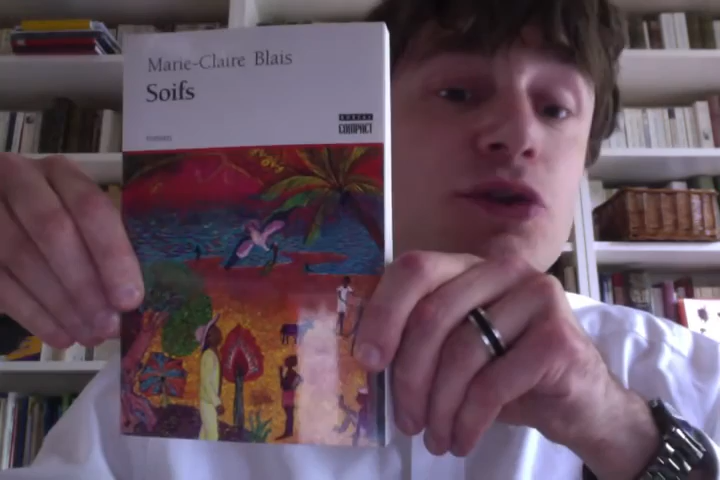 Marie-Claire Blais
Soifs
roman
BORÉAL
COMPACT